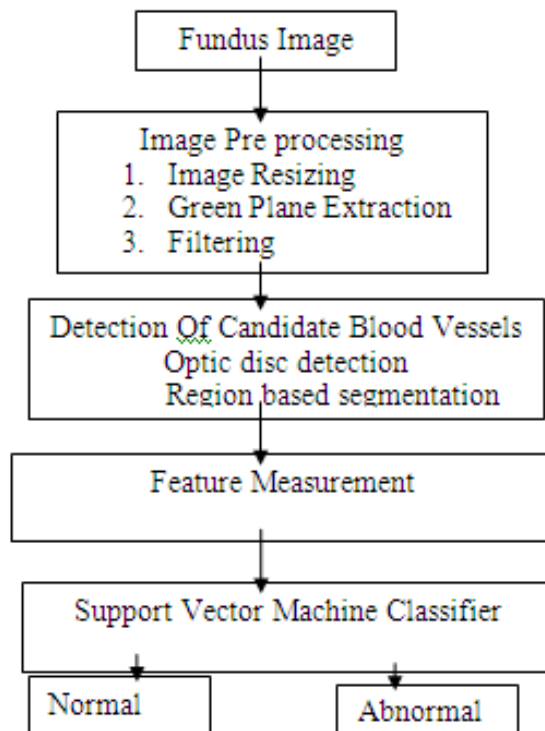 Fundus Image
Image Pre processing
1. Image Resizing
2. Green Plane Extraction
3. Filtering
Detection Of Candidate Blood Vessels
Optic disc detection
Region based segmentation
Feature Measurement
Support Vector Machine Classifier
Normal
Abnormal